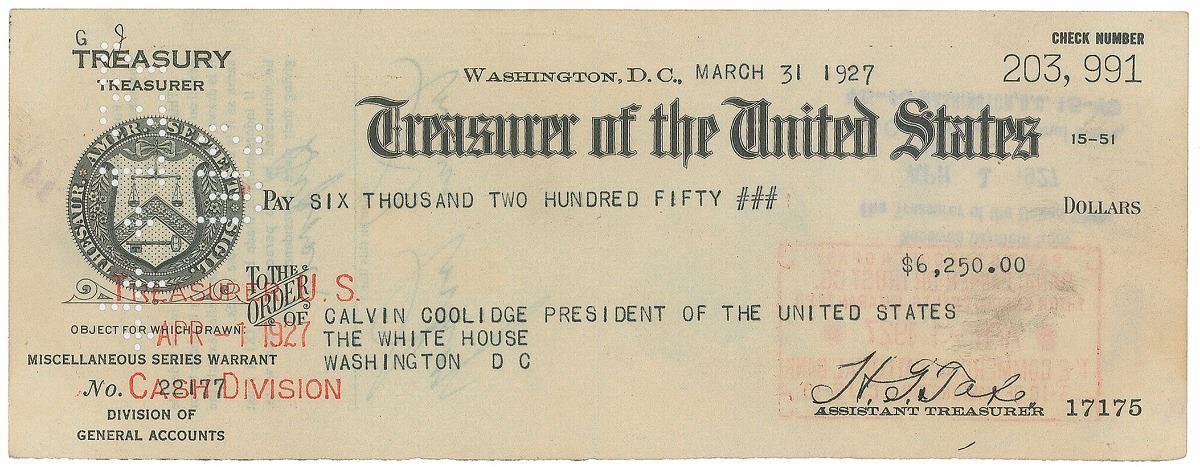 G J
TREASURY
TREASURER
CHECK NUMBER
203,991
WASHINGTON, D. C., MARCH 31 1927
Treasurer of the United States
15-51
PAY SIX THOUSAND TWO HUNDRED FIFTY ###
DOLLARS
$6,250.00
TO THE
ORDER
OF
CALVIN COOLIDGE PRESIDENT OF THE UNITED STATES
THE WHITE HOUSE
WASHINGTON D C
TREASURER U.S.
APR -1 1927
CASH DIVISION
OBJECT FOR WHICH DRAWN:
MISCELLANEOUS SERIES WARRANT
No. 22177
DIVISION OF
GENERAL ACCOUNTS
ASSISTANT TREASURER 17175